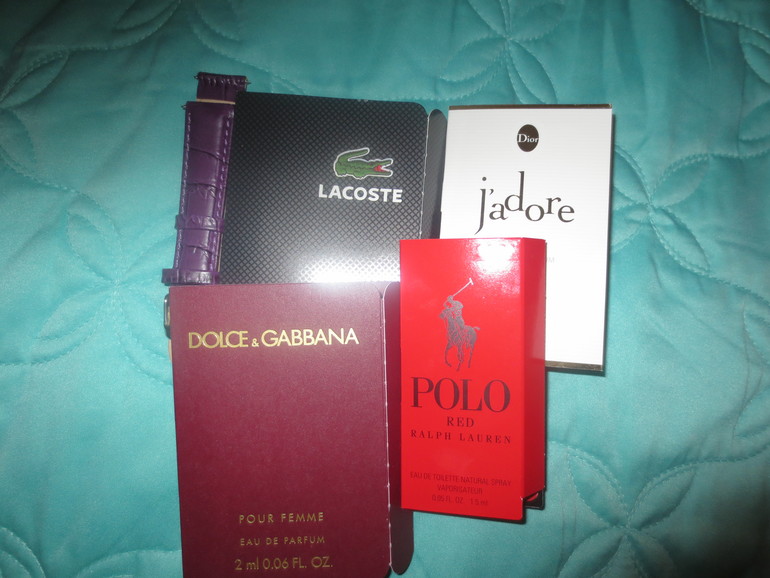 LACOSTE
Dior
j'adore
DOLCE & GABBANA
POUR FEMME
EAU DE PARFUM
2 ml 0,06 FL. OZ.
POLO
RED
RALPH LAUREN
EAU DE TOILETTE NATURAL SPRAY
VAPORISATEUR